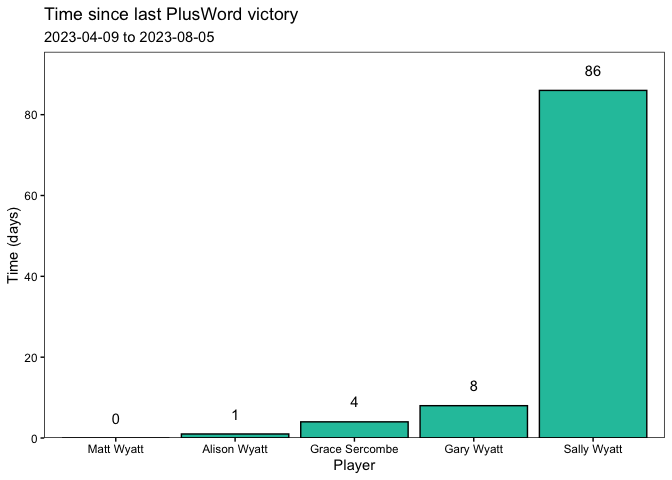 Time since last PlusWord victory
2023-04-09 to 2023-08-05
86
80
60
Time (days)
40
20
8
4
1
0
0
Matt Wyatt Alison Wyatt Grace Sercombe Gary Wyatt Sally Wyatt
Player